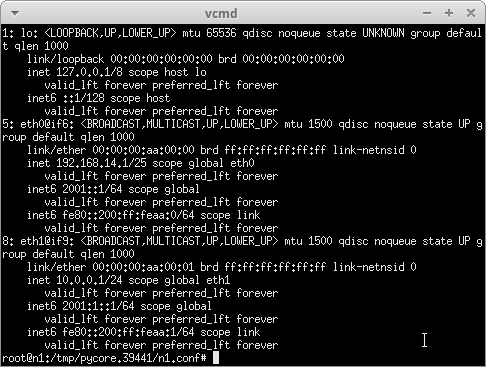 vcmd
1: lo: <LOOPBACK,UP,LOWER_UP> mtu 65536 qdisc noqueue state UNKNOWN group defaul
t qlen 1000
link/loopback 00:00:00:00:00:00 brd 00:00:00:00:00:00
inet 127.0.0.1/8 scope host lo
valid_lft forever preferred_lft forever
inet6 ::1/128 scope host
valid_lft forever preferred_lft forever
5: eth0@if6: <BROADCAST,MULTICAST,UP,LOWER_UP> mtu 1500 qdisc noqueue state UP g
roup default qlen 1000
link/ether 00:00:00:aa:00:00 brd ff:ff:ff:ff:ff:ff link-netnsid 0
inet 192.168.14.1/25 scope global eth0
valid_lft forever preferred_lft forever
inet6 2001::1/64 scope global
valid_lft forever preferred_lft forever
inet6 fe80::200:ff:feaa:0/64 scope link
valid_lft forever preferred_lft forever
8: eth1@if9: <BROADCAST,MULTICAST,UP,LOWER_UP> mtu 1500 qdisc noqueue state UP g
roup default qlen 1000
link/ether 00:00:00:aa:00:01 brd ff:ff:ff:ff:ff:ff link-netnsid 0
inet 10.0.0.1/24 scope global eth1
valid_lft forever preferred_lft forever
inet6 2001:1::1/64 scope global
valid_lft forever preferred_lft forever
inet6 fe80::200:ff:feaa:1/64 scope link
valid_lft forever preferred_lft forever
root@n1:/tmp/pycore.39441/n1.conf#